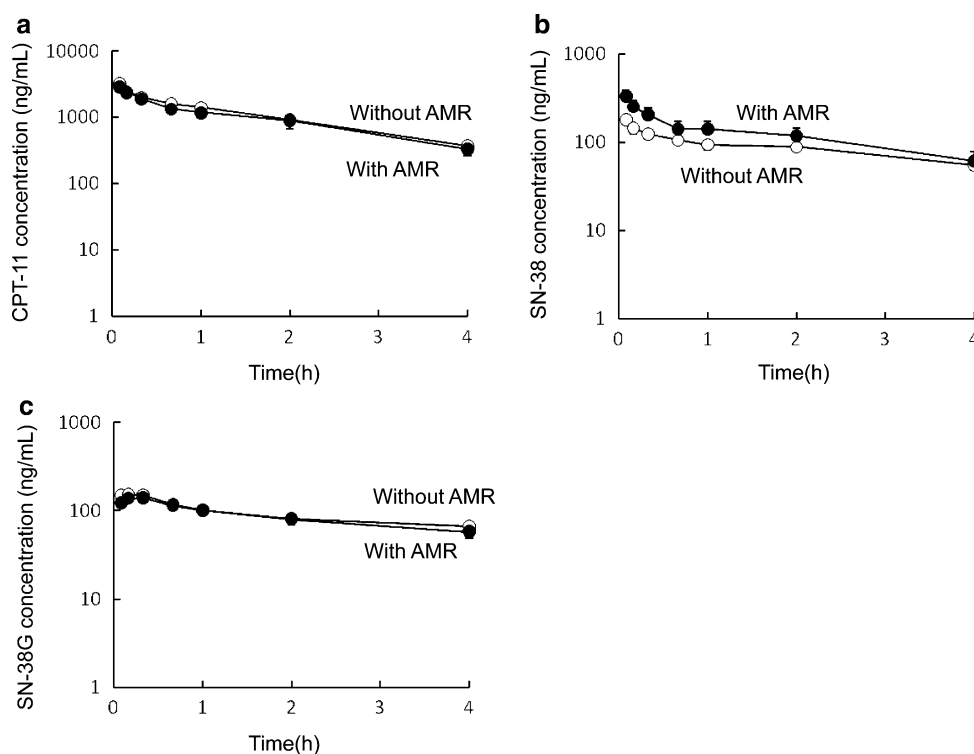 a
CPT-11 concentration (ng/mL)
10000
1000
100
10
1
Without AMR
With AMR
0
1
2
3
4
Time(h)
b
SN-38 concentration (ng/mL)
1000
100
10
1
With AMR
Without AMR
0
1
2
3
4
Time(h)
c
SN-38G concentration (ng/mL)
1000
100
10
1
Without AMR
With AMR
0
1
2
3
4
Time(h)